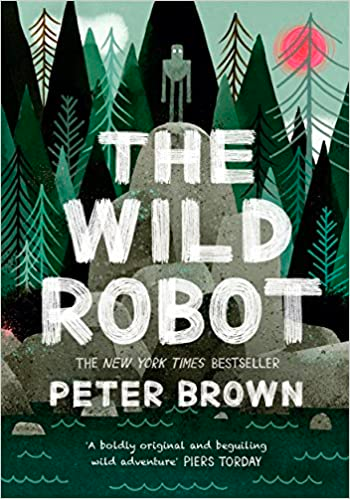 THE
WILD
ROBOT
THE NEW YORK TIMES BESTSELLER
PETER BROWN
'A boldly original and beguiling
wild adventure' PIERS TORDAY